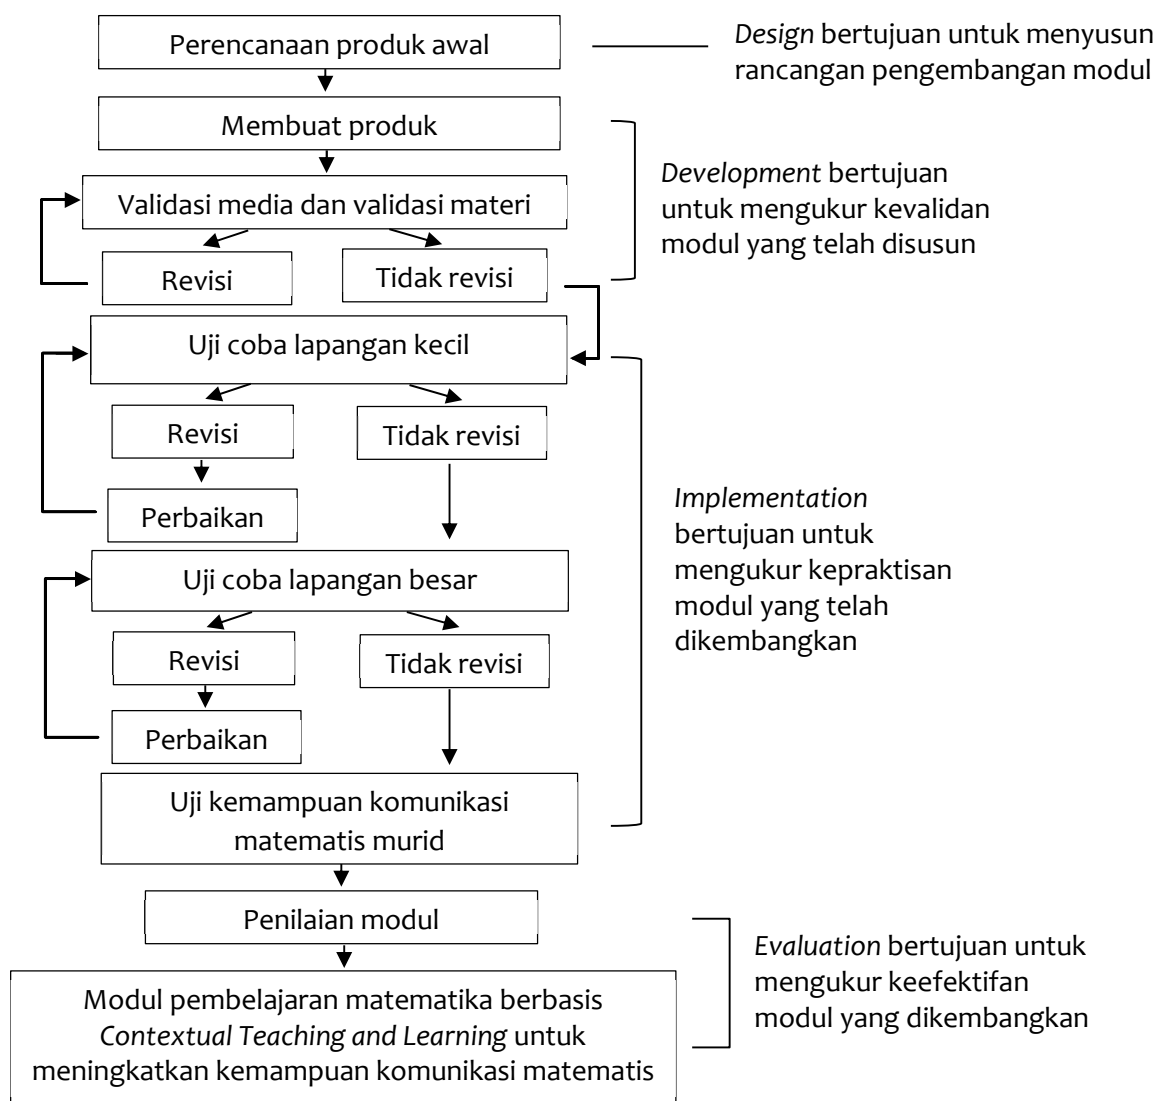 Perencanaan produk awal
Design bertujuan untuk menyusun
rancangan pengembangan modul
Membuat produk
Development bertujuan
untuk mengukur kevalidan
modul yang telah disusun
Validasi media dan validasi materi
Revisi
Tidak revisi
Uji coba lapangan kecil
Revisi
Tidak revisi
Perbaikan
Implementation
bertujuan untuk
mengukur kepraktisan
modul yang telah
dikembangkan
Uji coba lapangan besar
Revisi
Tidak revisi
Perbaikan
Uji kemampuan komunikasi
matematis murid
Penilaian modul
Evaluation bertujuan untuk
mengukur keefektifan
modul yang dikembangkan
Modul pembelajaran matematika berbasis
Contextual Teaching and Learning untuk
meningkatkan kemampuan komunikasi matematis